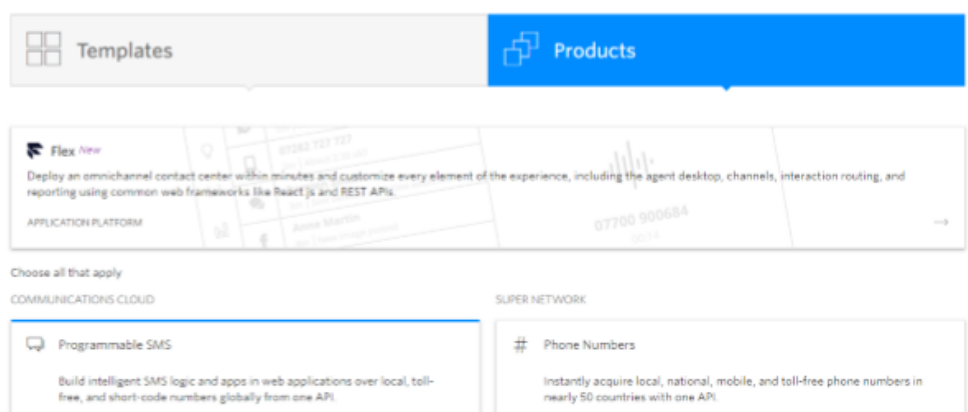 Templates
Products
Flex New
Deploy an omnichannel contact center within minutes and customize every element of the experience, including the agent desktop, channels, interaction routing, and
reporting using common web frameworks like React.js and REST APIs
APPLICATION PLATFORM
07282 727 727
Anne Martin
07700 900684
Choose all that apply
COMMUNICATIONS CLOUD
SUPER NETWORK
Programmable SMS
Build intelligent SMS logic and apps in web applications over local, toll-
free, and short-code numbers globally from one API.
# Phone Numbers
Instantly acquire local, national, mobile, and toll-free phone numbers in
nearly 50 countries with one API.